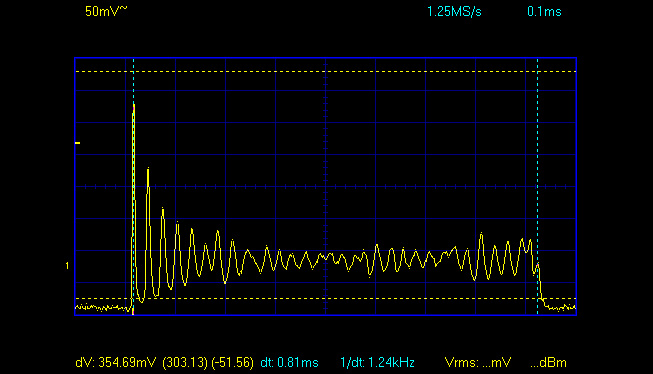 50mV~ 1.25MS/s 0.1ms
1
dV: 354.69mV (303.13) (-51.56) dt: 0.81ms 1/dt: 1.24kHz Vrms: ...mV ...dBm